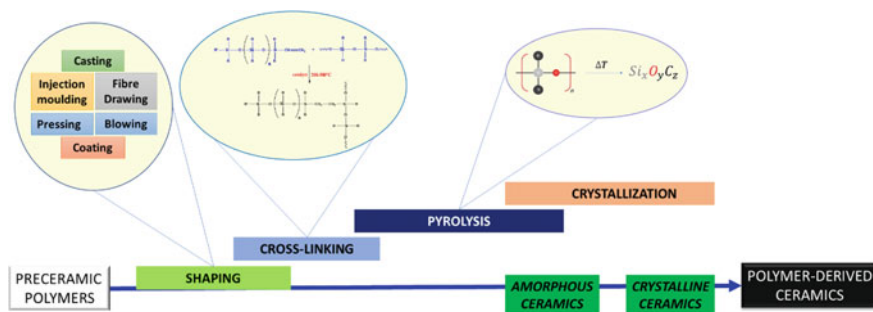 Casting
Injection
moulding
Fibre
Drawing
Pressing
Blowing
Coating
ΔT
SixOyCz
n
CRYSTALLIZATION
PYROLYSIS
CROSS-LINKING
SHAPING
PRECERAMIC
POLYMERS
AMORPHOUS
CERAMICS
CRYSTALLINE
CERAMICS
POLYMER-DERIVED
CERAMICS